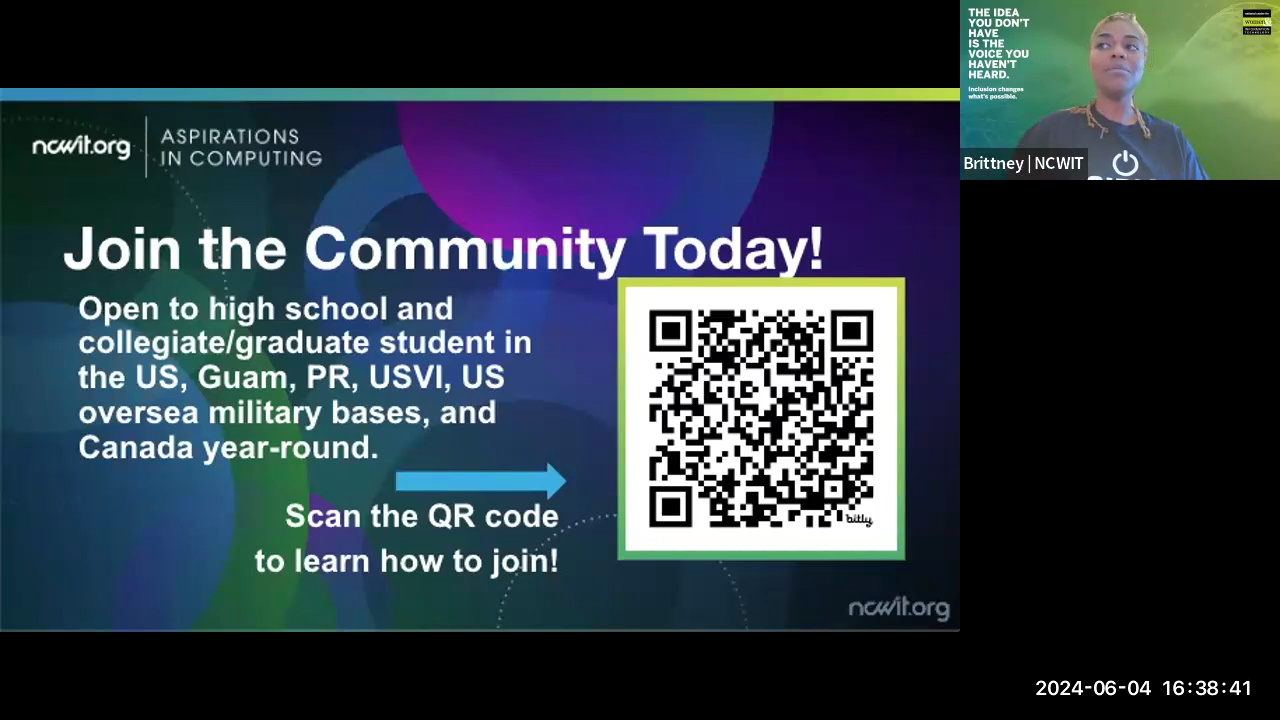 ncwit.org
ASPIRATIONS
IN COMPUTING
Join the Community Today!
Open to high school and
collegiate/graduate student in
the US, Guam, PR, USVI, US
oversea military bases, and
Canada year-round.
Scan the QR code
to learn how to join!
bitly
ncwit.org
THE IDEA
YOU DON'T
HAVE
IS THE
VOICE YOU
HAVEN'T
HEARD.
Inclusion changes
what's possible.
Brittney | NCWIT
2024-06-04 16:38:41